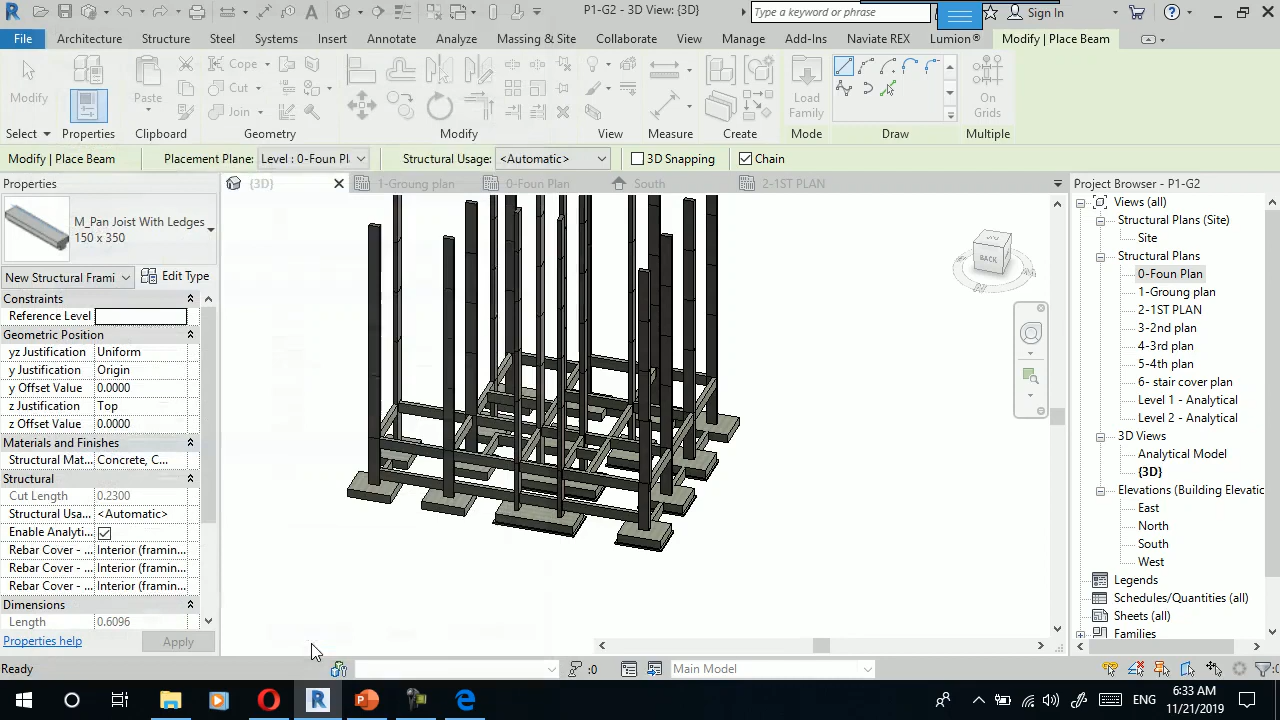 P1-G2 - 3D View: {3D}
Type a keyword or phrase
Sign In
File Architecture Structure Steel Systems Insert Annotate Analyze Massing & Site Collaborate View Manage Add-Ins Naviate REX Lumion® Modify | Place Beam
Modify
Paste
Cope
Cut
Join
Load
Family
On
Grids
Select Properties Clipboard Geometry Modify View Measure Create Mode Draw Multiple
Modify | Place Beam Placement Plane: Level : 0-Foun Pl Structural Usage: <Automatic> 3D Snapping Chain
Properties
{3D} 1-Groung plan 0-Foun Plan South 2-1ST PLAN
M_Pan Joist With Ledges
150 x 350
New Structural Frami Edit Type
Constraints
Reference Level
Geometric Position
yz Justification Uniform
y Justification Origin
y Offset Value 0.0000
z Justification Top
z Offset Value 0.0000
Materials and Finishes
Structural Mat... Concrete, C...
Structural
Cut Length 0.2300
Structural Usa... <Automatic>
Enable Analyti...
Rebar Cover - ... Interior (framin...
Rebar Cover - ... Interior (framin...
Rebar Cover - ... Interior (framin...
Dimensions
Length 0.6096
Properties help Apply
BACK
Project Browser - P1-G2
Views (all)
Structural Plans (Site)
Site
Structural Plans
0-Foun Plan
1-Groung plan
2-1ST PLAN
3-2nd plan
4-3rd plan
5-4th plan
6- stair cover plan
Level 1 - Analytical
Level 2 - Analytical
3D Views
Analytical Model
{3D}
Elevations (Building Elevatio
East
North
South
West
Legends
Schedules/Quantities (all)
Sheets (all)
Families
Ready :0 Main Model :0
ENG
6:33 AM
11/21/2019